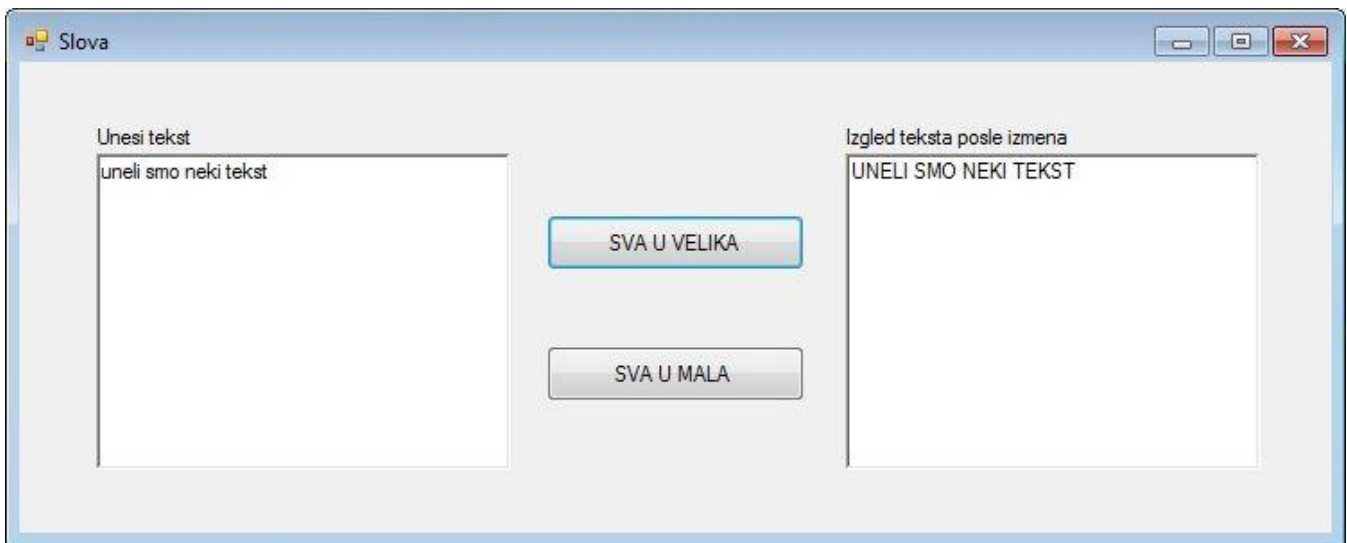 Slova
Unesi tekst
uneli smo neki tekst
SVA U VELIKA
SVA U MALA
Izgled teksta posle izmena
UNELI SMO NEKI TEKST